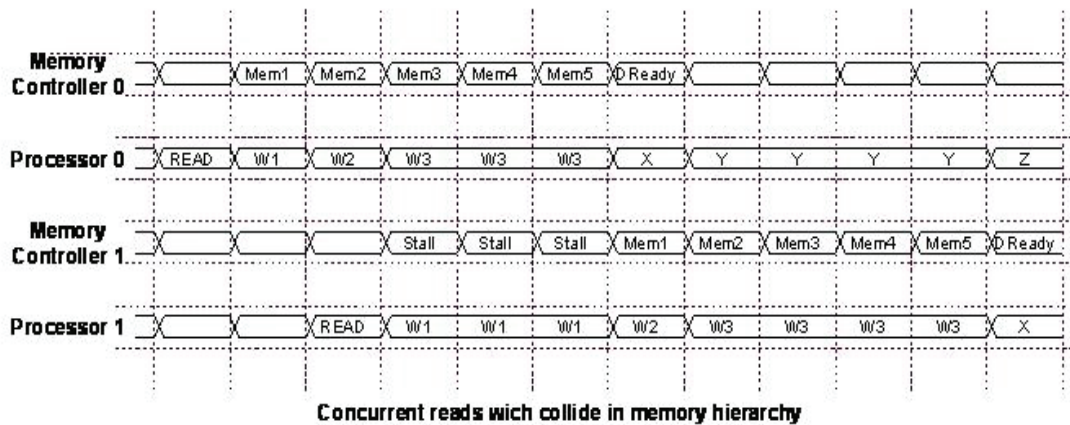 Memory
Controller 0
Mem1 Mem2 Mem3 Mem4 Mem5 D Ready
Processor 0 READ W1 W2 W3 W3 W3 X Y Y Y Y Z
Memory
Controller 1
Stall Stall Stall Mem1 Mem2 Mem3 Mem4 Mem5 D Ready
Processor 1 READ W1 W1 W1 W2 W3 W3 W3 W3 X
Concurrent reads wich collide in memory hierarchy